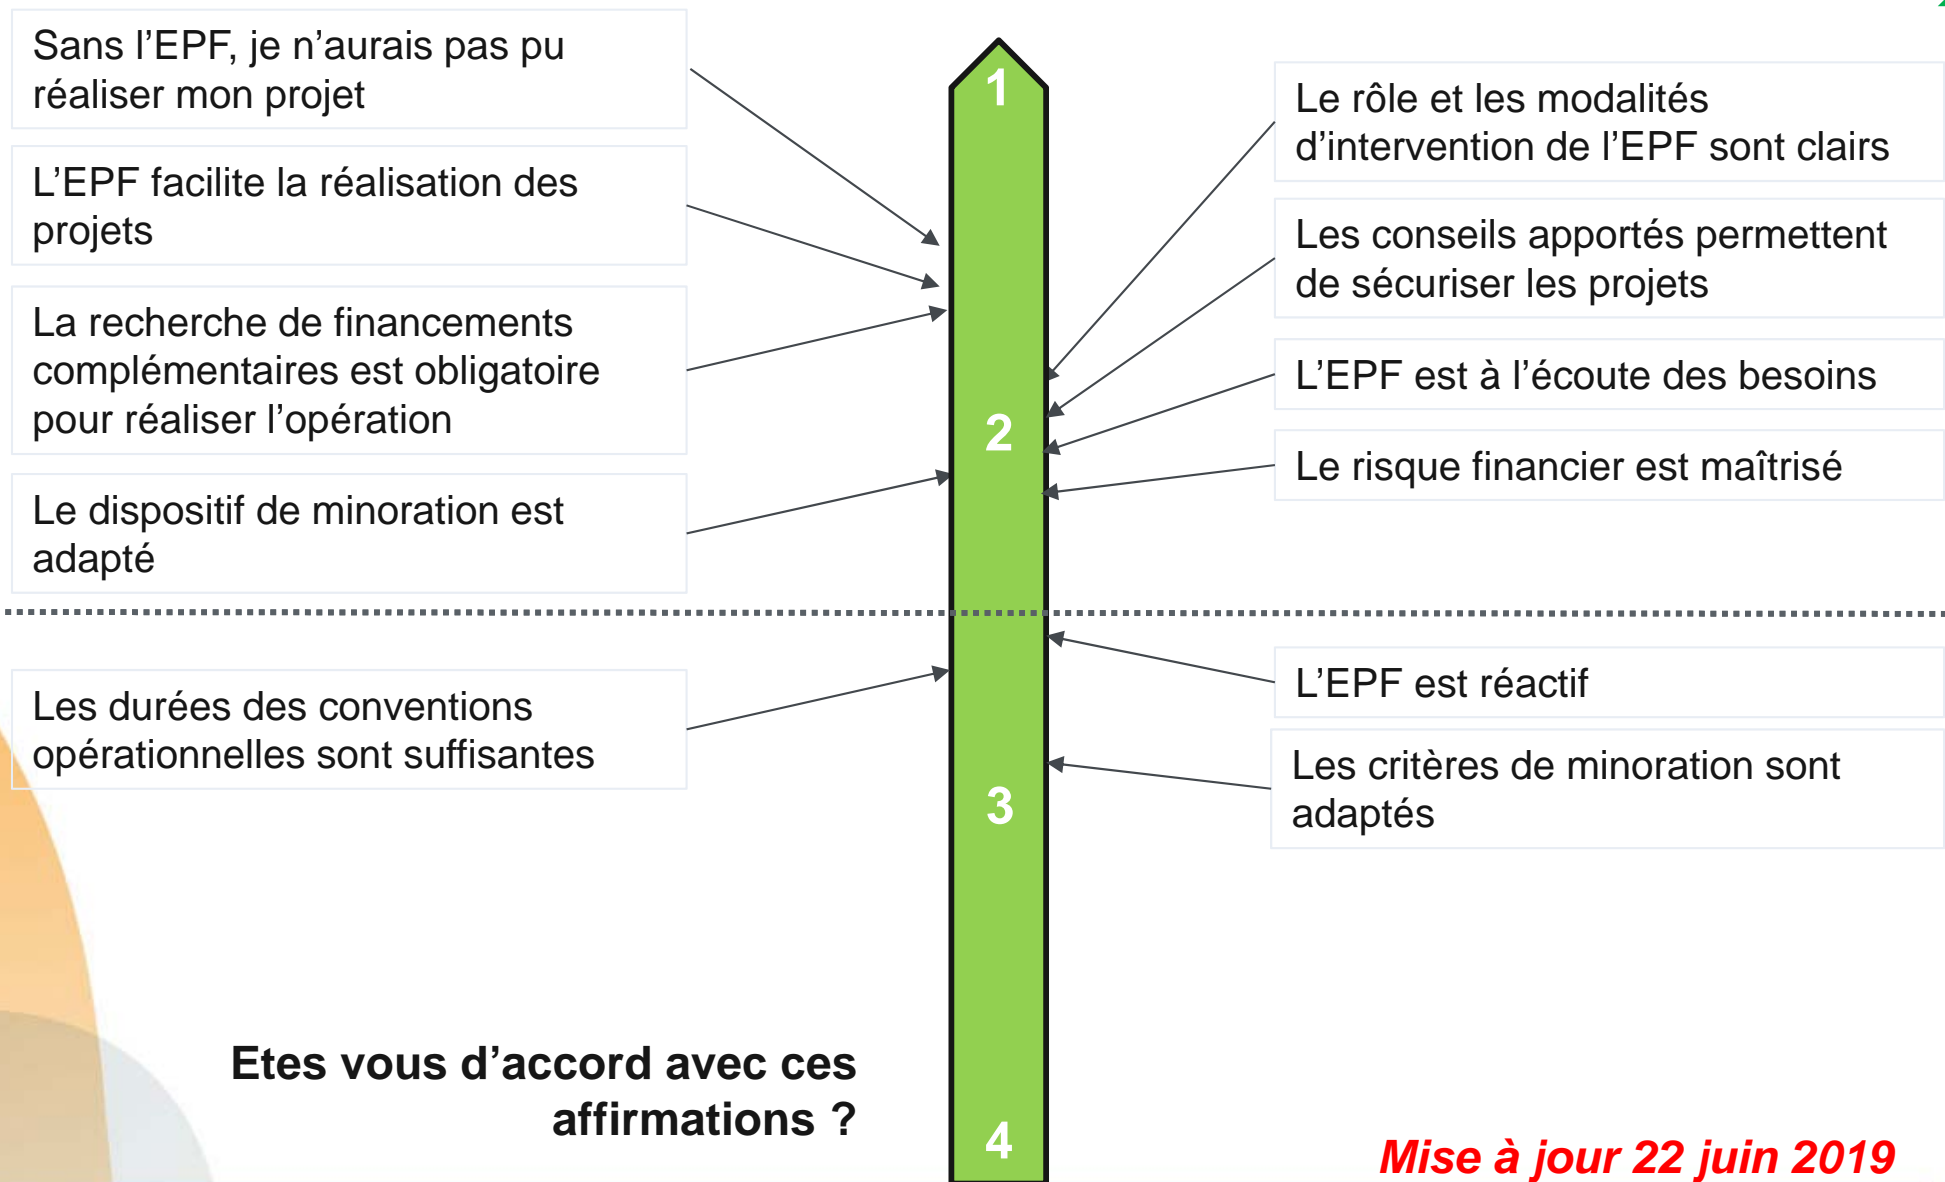 Sans l’EPF, je n’aurais pas pu
réaliser mon projet
L’EPF facilite la réalisation des
projets
La recherche de financements
complémentaires est obligatoire
pour réaliser l’opération
Le dispositif de minoration est
adapté
Les durées des conventions
opérationnelles sont suffisantes
1
2
3
4
Le rôle et les modalités
d’intervention de l’EPF sont clairs
Les conseils apportés permettent
de sécuriser les projets
L’EPF est à l’écoute des besoins
Le risque financier est maîtrisé
L’EPF est réactif
Les critères de minoration sont
adaptés
Etes vous d’accord avec ces
affirmations ?
Mise à jour 22 juin 2019